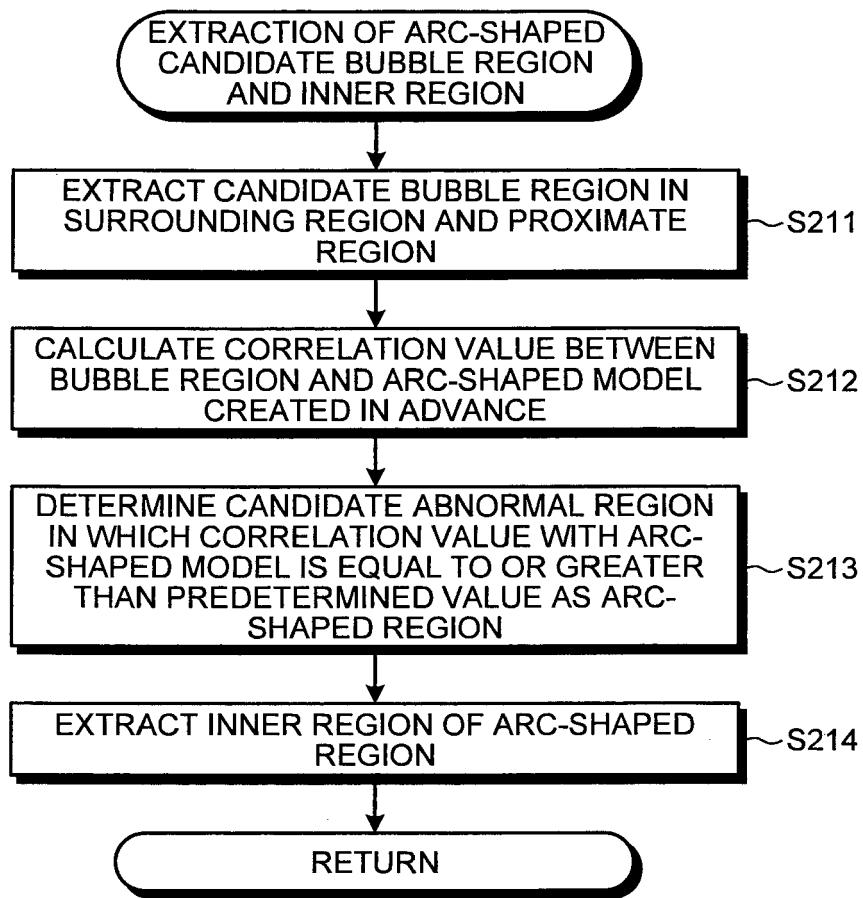 EXTRACTION OF ARC-SHAPED
CANDIDATE BUBBLE REGION
AND INNER REGION
EXTRACT CANDIDATE BUBBLE REGION IN
SURROUNDING REGION AND PROXIMATE
REGION
S211
CALCULATE CORRELATION VALUE BETWEEN
BUBBLE REGION AND ARC-SHAPED MODEL
CREATED IN ADVANCE
S212
DETERMINE CANDIDATE ABNORMAL REGION
IN WHICH CORRELATION VALUE WITH ARC-
SHAPED MODEL IS EQUAL TO OR GREATER
THAN PREDETERMINED VALUE AS ARC-
SHAPED REGION
S213
EXTRACT INNER REGION OF ARC-SHAPED
REGION
S214
RETURN